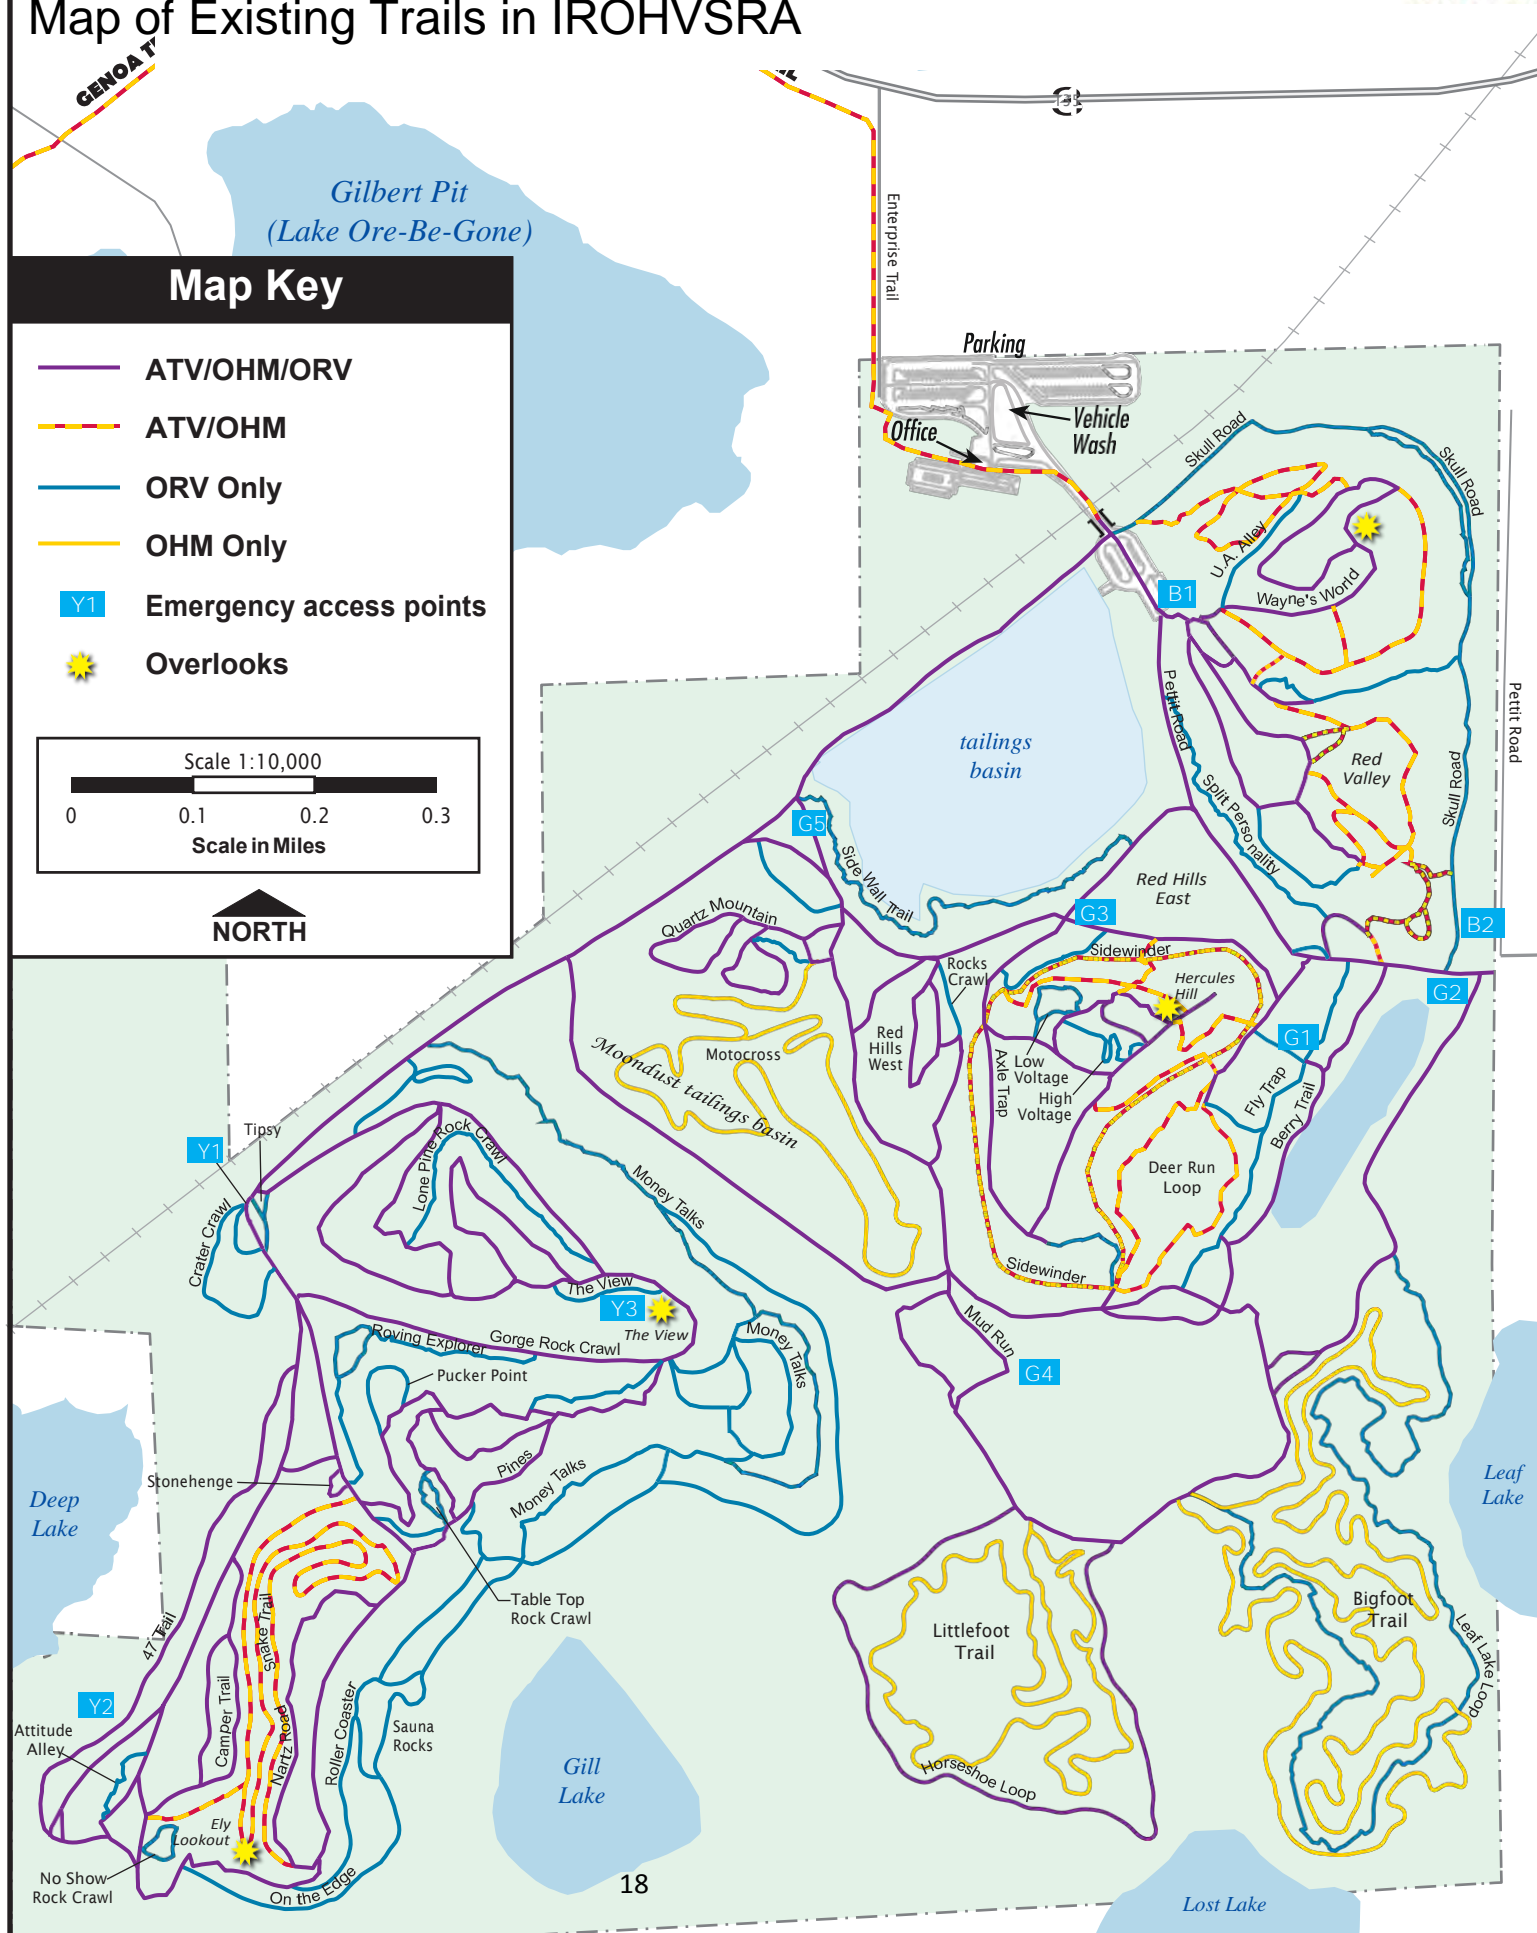 Map of Existing Trails in IROHVSRA
GENOA T
IL
135
Gilbert Pit
(Lake Ore-Be-Gone)
Enterprise Trail
Map Key
ATV/OHM/ORV
ATV/OHM
ORV Only
OHM Only
Y1
Emergency access points
Overlooks
Scale 1:10,000
0
0.1
0.2
0.3
Scale in Miles
NORTH
Parking
Vehicle
Wash
Office
Skull Road
Skull Road
U.A. Alley
Wayne's World
B1
Pettit Road
Pettit Road
tailings
basin
Red
Valley
Skull Road
Split Personality
G5
Side Wall Trail
Red Hills
East
G3
B2
Quartz Mountain
Sidewinder
Rocks
Crawl
Hercules
Hill
G2
Red
Hills
West
Motocross
Moondust tailings basin
Low
Voltage
High
Voltage
Axle Trap
G1
Fly Trap
Berry Trail
Tipsy
Y1
Lone Pine Rock Crawl
Money Talks
Deer Run
Loop
Crater Crawl
Sidewinder
The View
Y3
The View
Mud Run
Money Talks
Roving Explorer
Gorge Rock Crawl
G4
Pucker Point
Stonehenge
Pines
Money Talks
Deep
Lake
Leaf
Lake
Table Top
Rock Crawl
Bigfoot
Trail
Littlefoot
Trail
47 Trail
Snake Trail
Leaf Lake Loop
Camper Trail
Y2
Attitude
Alley
Nartz Road
Roller Coaster
Sauna
Rocks
Gill
Lake
Horseshoe Loop
Ely
Lookout
No Show
Rock Crawl
On the Edge
18
Lost Lake